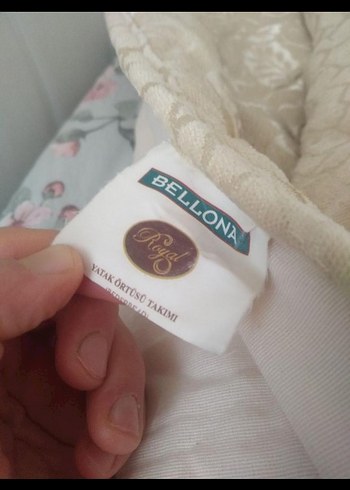 BELLONA
Royal
YATAK ÖRTÜSÜ TAKIMI